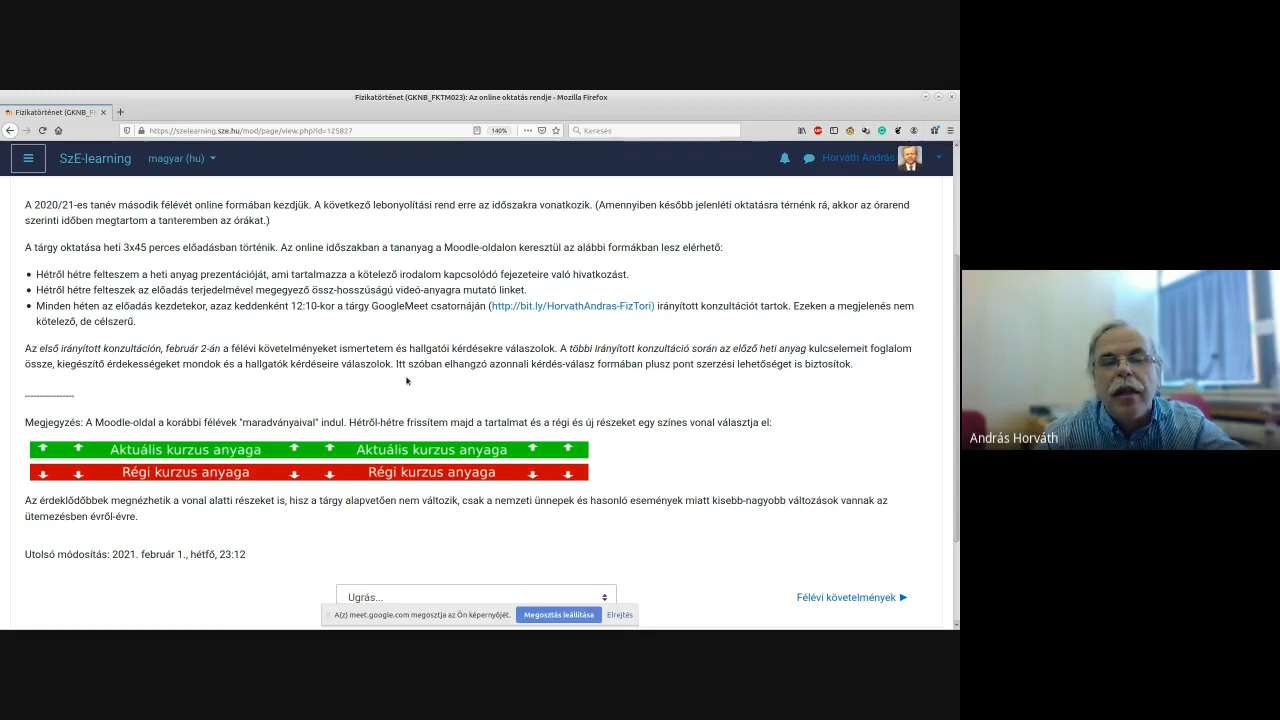 Fizikatörténet (GKNB_FKTM023): Az online oktatás rendje - Mozilla Firefox
Fizikatörténet (GKNB_F
https://szelearning.sze.hu/mod/page/view.php?id=125827
140%
Keresés
SzE-learning
magyar (hu)
Horváth András
A 2020/21-es tanév második félévét online formában kezdjük. A következő lebonyolítási rend erre az időszakra vonatkozik. (Amennyiben később jelenléti oktatásra térnénk rá, akkor az órarend
szerinti időben megtartom a tanteremben az órákat.)
A tárgy oktatása heti 3x45 perces előadásban történik. Az online időszakban a tananyag a Moodle-oldalon keresztül az alábbi formákban lesz elérhető:
• Hétről hétre felteszem a heti anyag prezentációját, ami tartalmazza a kötelező irodalom kapcsolódó fejezeteire való hivatkozást.
• Hétről hétre felteszek az előadás terjedelmével megegyező össz-hosszúságú videó-anyagra mutató linket.
• Minden héten az előadás kezdetekor, azaz keddenként 12:10-kor a tárgy GoogleMeet csatornáján (http://bit.ly/HorvathAndras-FizTori) irányított konzultációt tartok. Ezeken a megjelenés nem
kötelező, de célszerű.
Az első irányított konzultación, február 2-án a félévi követelményeket ismertetem és hallgatói kérdésekre válaszolok. A többi irányított konzultáció során az előző heti anyag kulcselemeit foglalom
össze, kiegészítő érdekességeket mondok és a hallgatók kérdéseire válaszolok. Itt szóban elhangzó azonnali kérdés-válasz formában plusz pont szerzési lehetőséget is biztosítok.
----------------
Megjegyzés: A Moodle-oldal a korábbi félévek "maradványaival" indul. Hétről-hétre frissítem majd a tartalmat és a régi és új részeket egy színes vonal választja el:
Aktuális kurzus anyaga Aktuális kurzus anyaga
Régi kurzus anyaga Régi kurzus anyaga
Az érdeklődőbbek megnézhetik a vonal alatti részeket is, hisz a tárgy alapvetően nem változik, csak a nemzeti ünnepek és hasonló események miatt kisebb-nagyobb változások vannak az
ütemezésben évről-évre.
Utolsó módosítás: 2021. február 1., hétfő, 23:12
Ugrás...
Félévi követelmények ►
A(z) meet.google.com megosztja az Ön képernyőjét.
Megosztás leállítása
Elrejtés
András Horváth